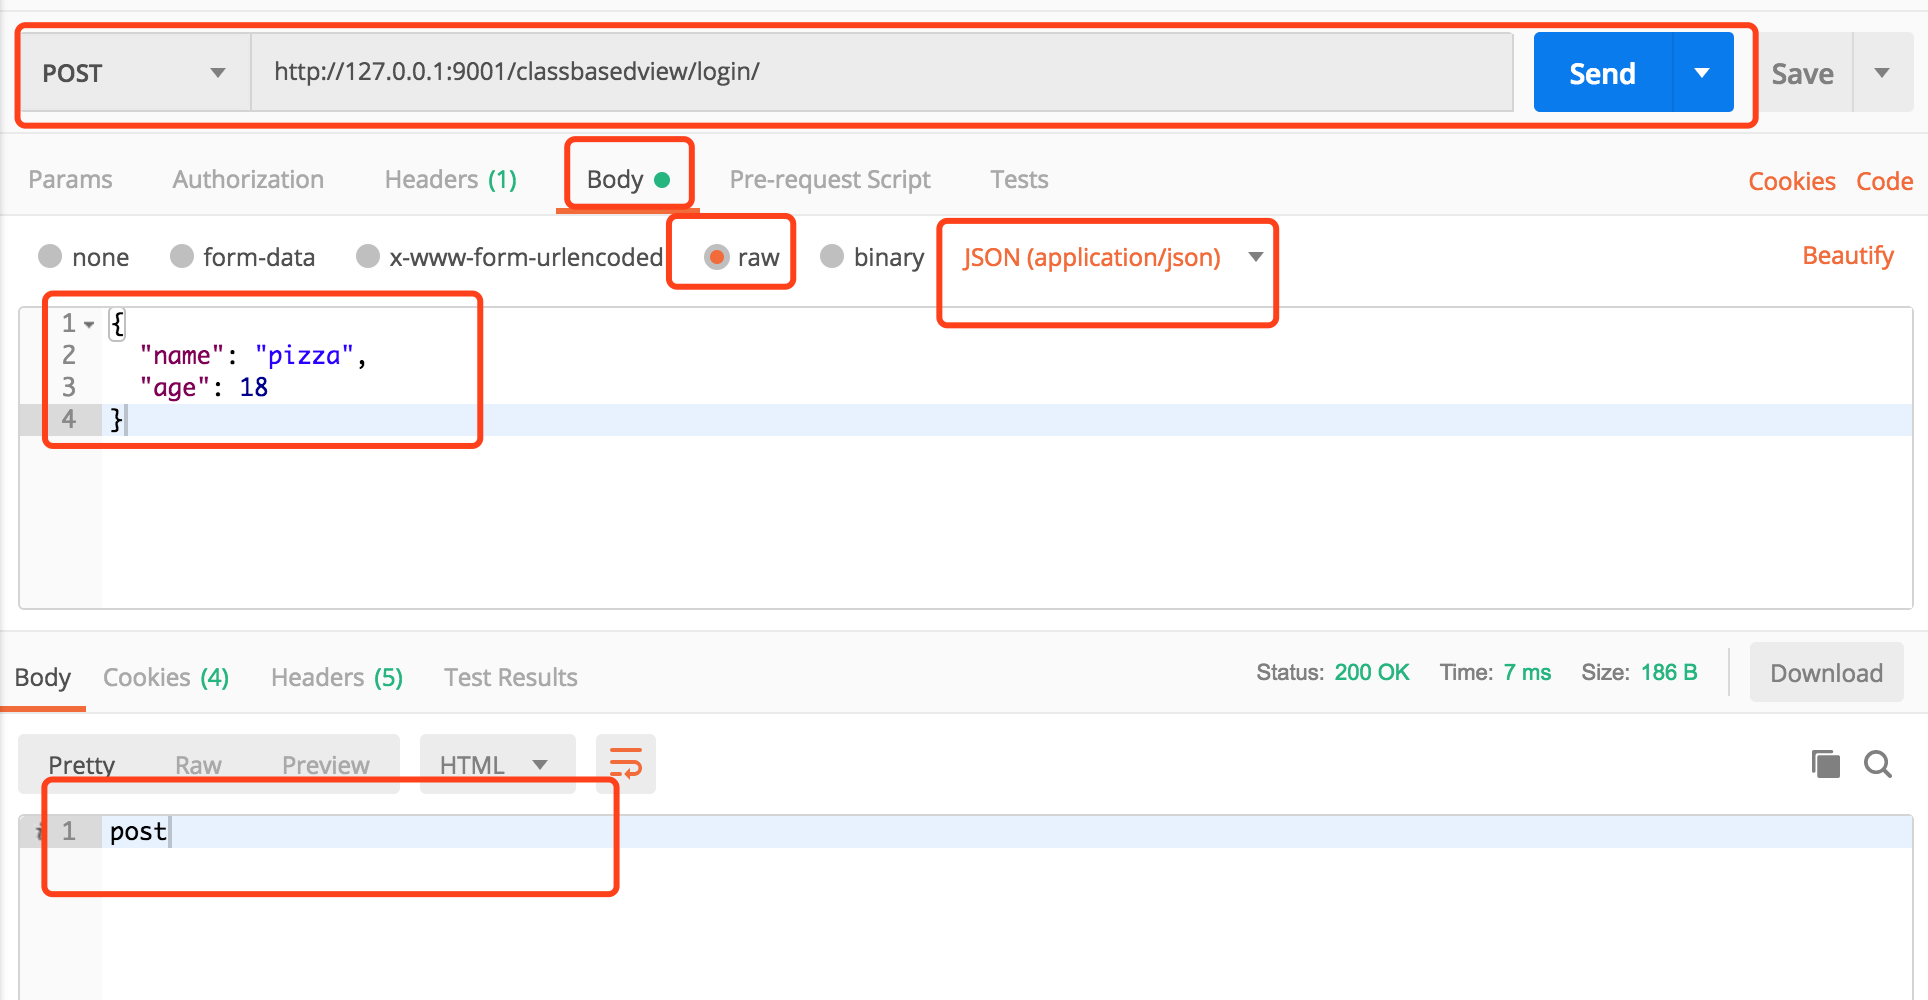 POST http://127.0.0.1:9001/classbasedview/login/ Send Save
Params Authorization Headers (1) Body Pre-request Script Tests Cookies Code
none form-data x-www-form-urlencoded raw binary JSON (application/json) Beautify
1 {
2 "name": "pizza",
3 "age": 18
4 }
Body Cookies (4) Headers (5) Test Results Status: 200 OK Time: 7 ms Size: 186 B Download
Pretty Raw Preview HTML
1 post